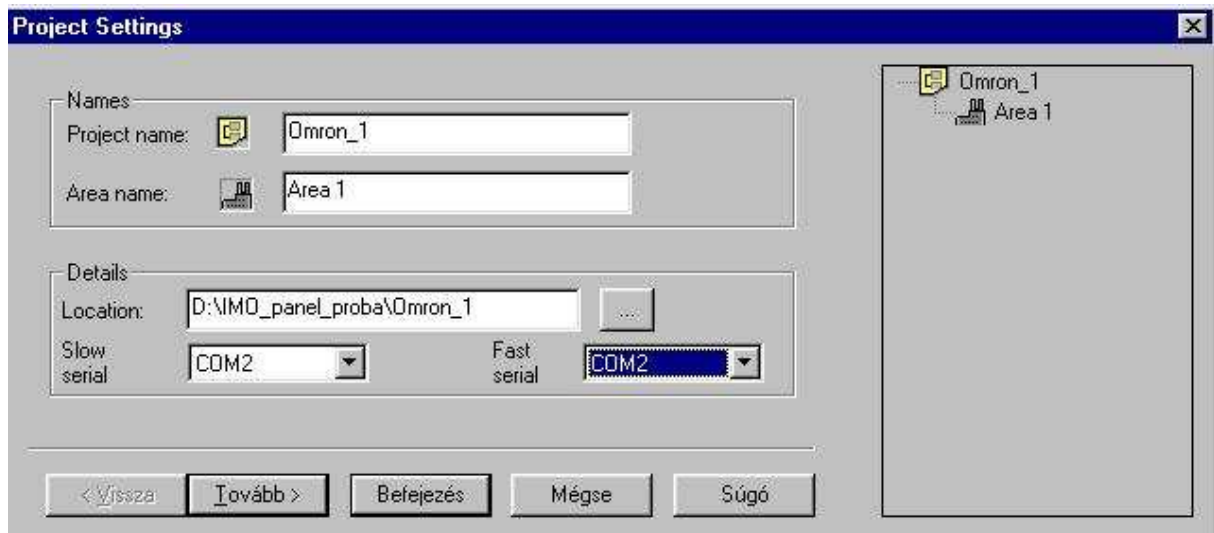 Project Settings
Names
Project name:
Omron_1
Area name:
Area 1
Details
Location:
D:\IMO_panel_proba\Omron_1
...
Slow
serial
COM2
Fast
serial
COM2
< Vissza
Tovább >
Befejezés
Mégse
Súgó
Omron_1
Area 1